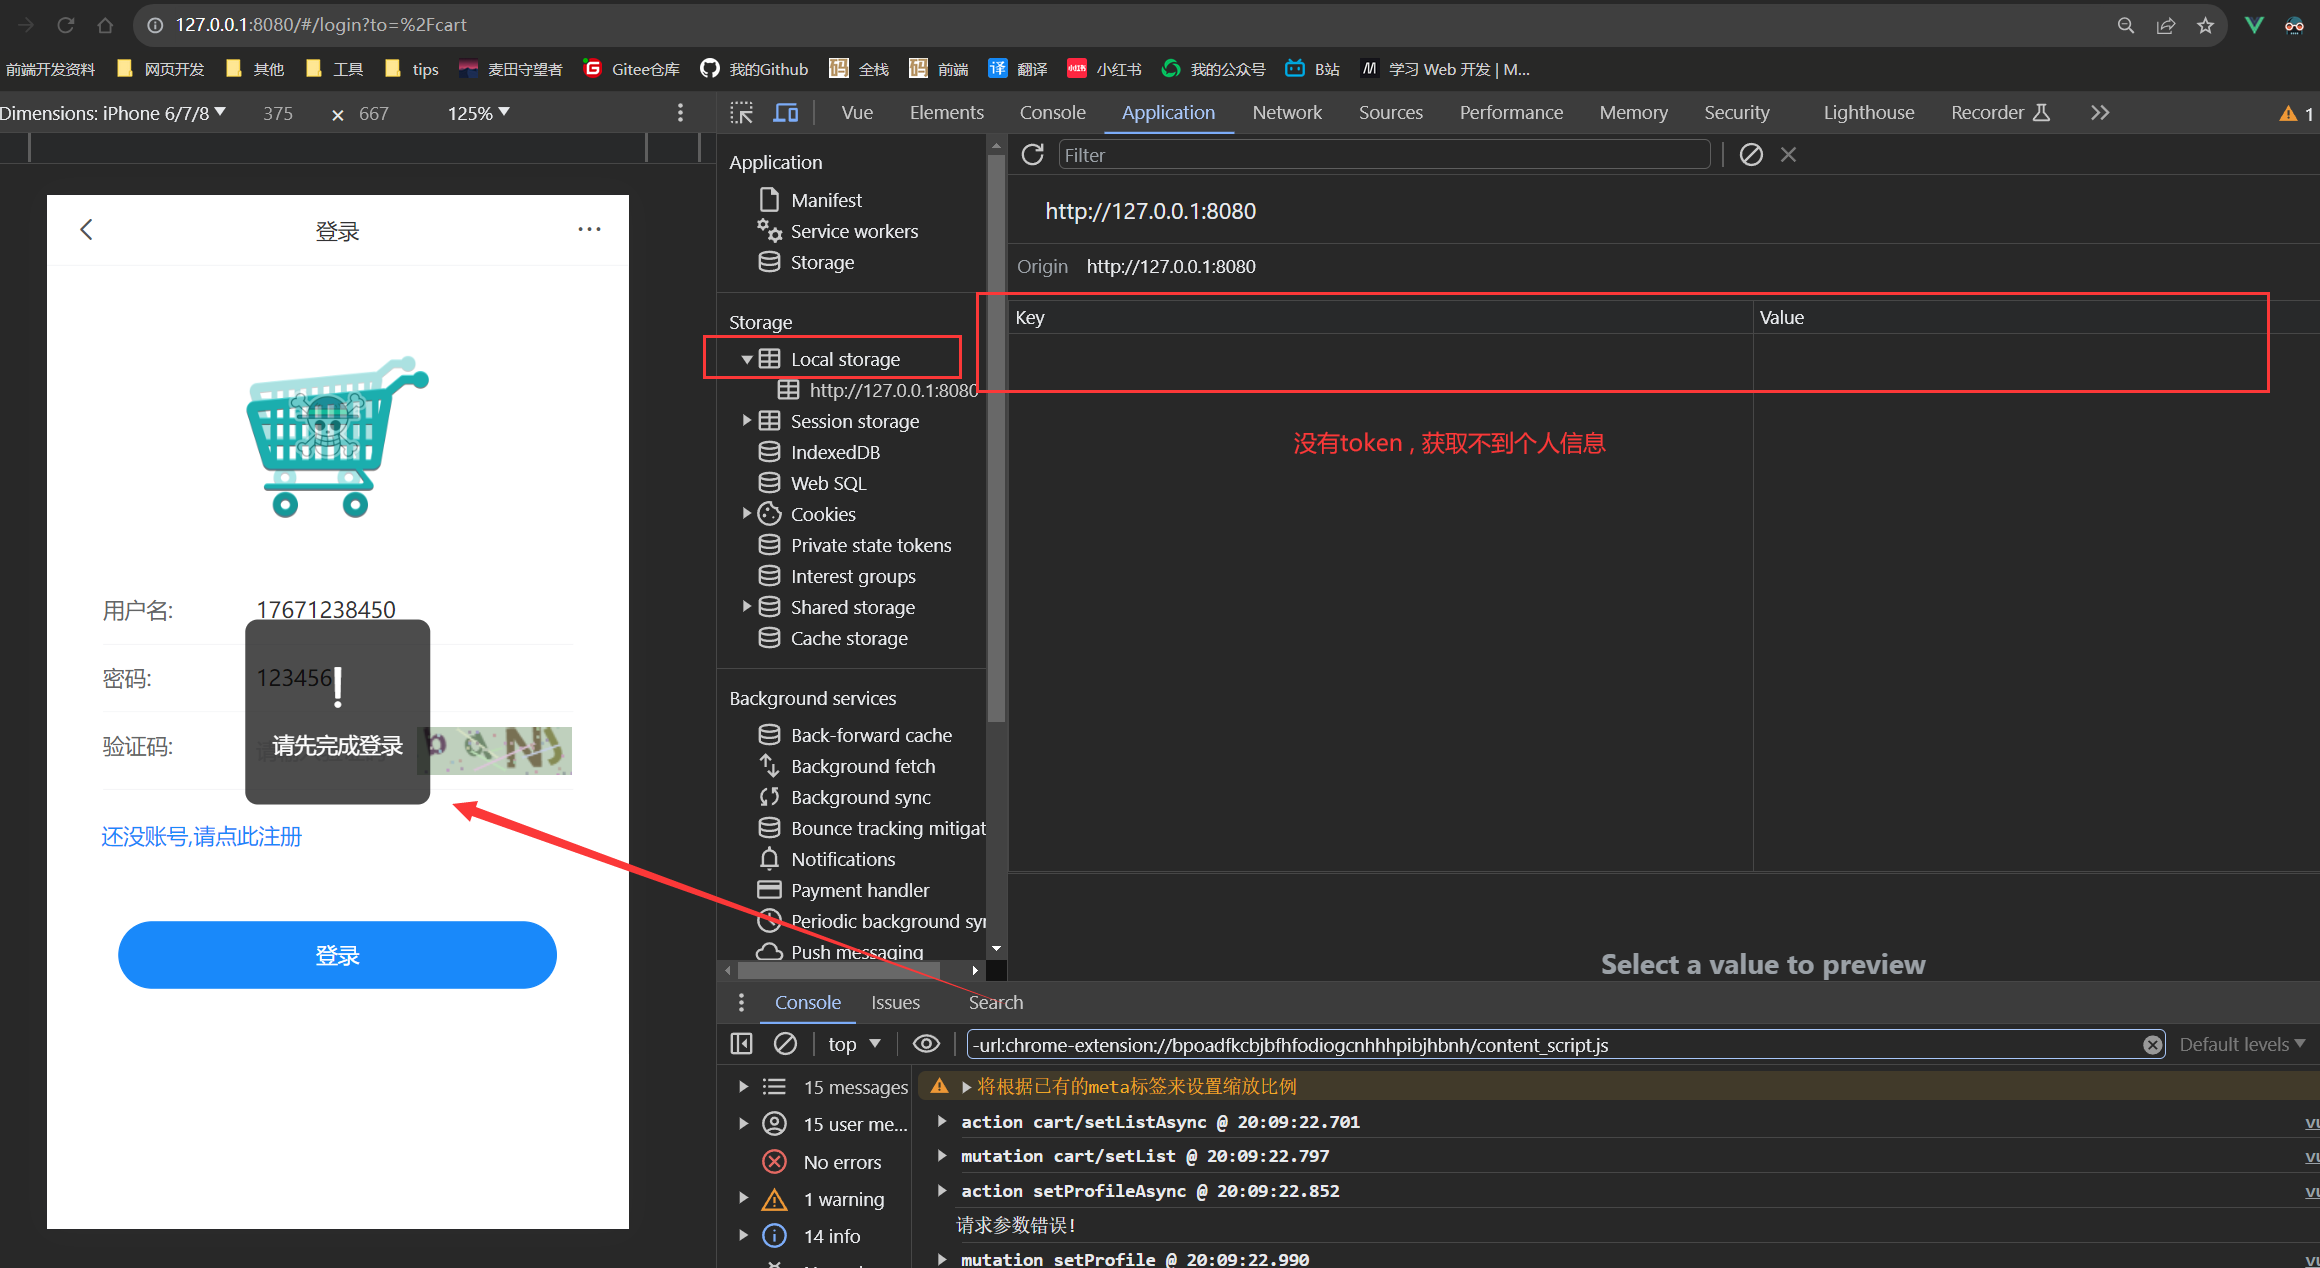 127.0.0.1:8080/#/login?to=%2Fcart
前端开发资料 网页开发 其他 工具 tips 麦田守望者 Gitee仓库 我的Github 全栈 前端 翻译 小红书 我的公众号 B站 学习 Web 开发 | M...
Dimensions: iPhone 6/7/8 375 × 667 125%
Vue Elements Console Application Network Sources Performance Memory Security Lighthouse Recorder 1
登录
用户名: 17671238450
密码: 123456
验证码:
请先完成登录
还没账号,请点此注册
登录
Application
Manifest
Service workers
Storage
Storage
Local storage
http://127.0.0.1:8080
Session storage
IndexedDB
Web SQL
Cookies
Private state tokens
Interest groups
Shared storage
Cache storage
Background services
Back-forward cache
Background fetch
Background sync
Bounce tracking mitigat
Notifications
Payment handler
Periodic background syn
Push messaging
Filter
http://127.0.0.1:8080
Origin http://127.0.0.1:8080
Key Value
没有token , 获取不到个人信息
Select a value to preview
Console Issues Search
top -url:chrome-extension://bpoadfkcbjbfhfodiogcnhhhpibjhbnh/content_script.js Default levels
15 messages
15 user me...
No errors
1 warning
14 info
将根据已有的meta标签来设置缩放比例
action cart/setListAsync @ 20:09:22.701
mutation cart/setList @ 20:09:22.797
action setProfileAsync @ 20:09:22.852
请求参数错误!
mutation setProfile @ 20:09:22.990